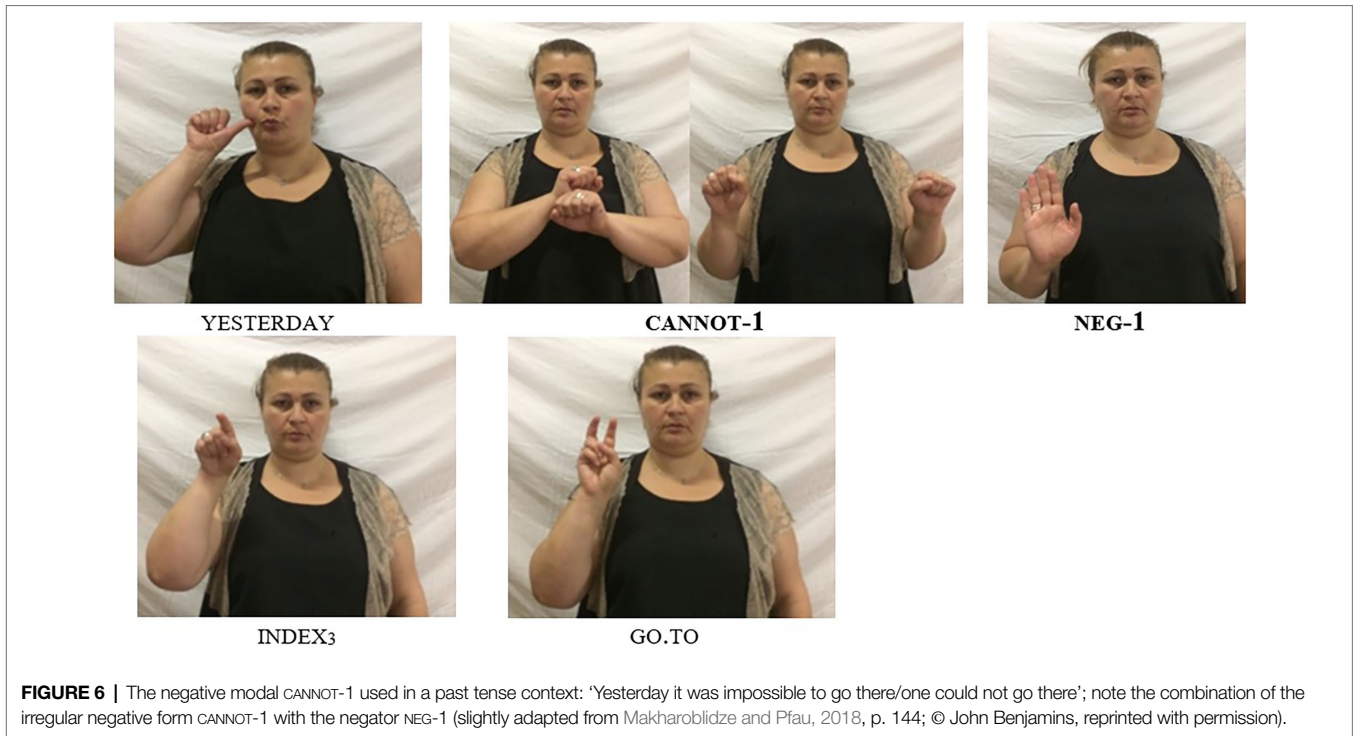 YESTERDAY CANNOT-1 NEG-1
INDEX3 GO.TO
FIGURE 6 | The negative modal CANNOT-1 used in a past tense context: ‘Yesterday it was impossible to go there/one could not go there’; note the combination of the
irregular negative form CANNOT-1 with the negator NEG-1 (slightly adapted from Makharoblidze and Pfau, 2018, p. 144; © John Benjamins, reprinted with permission).